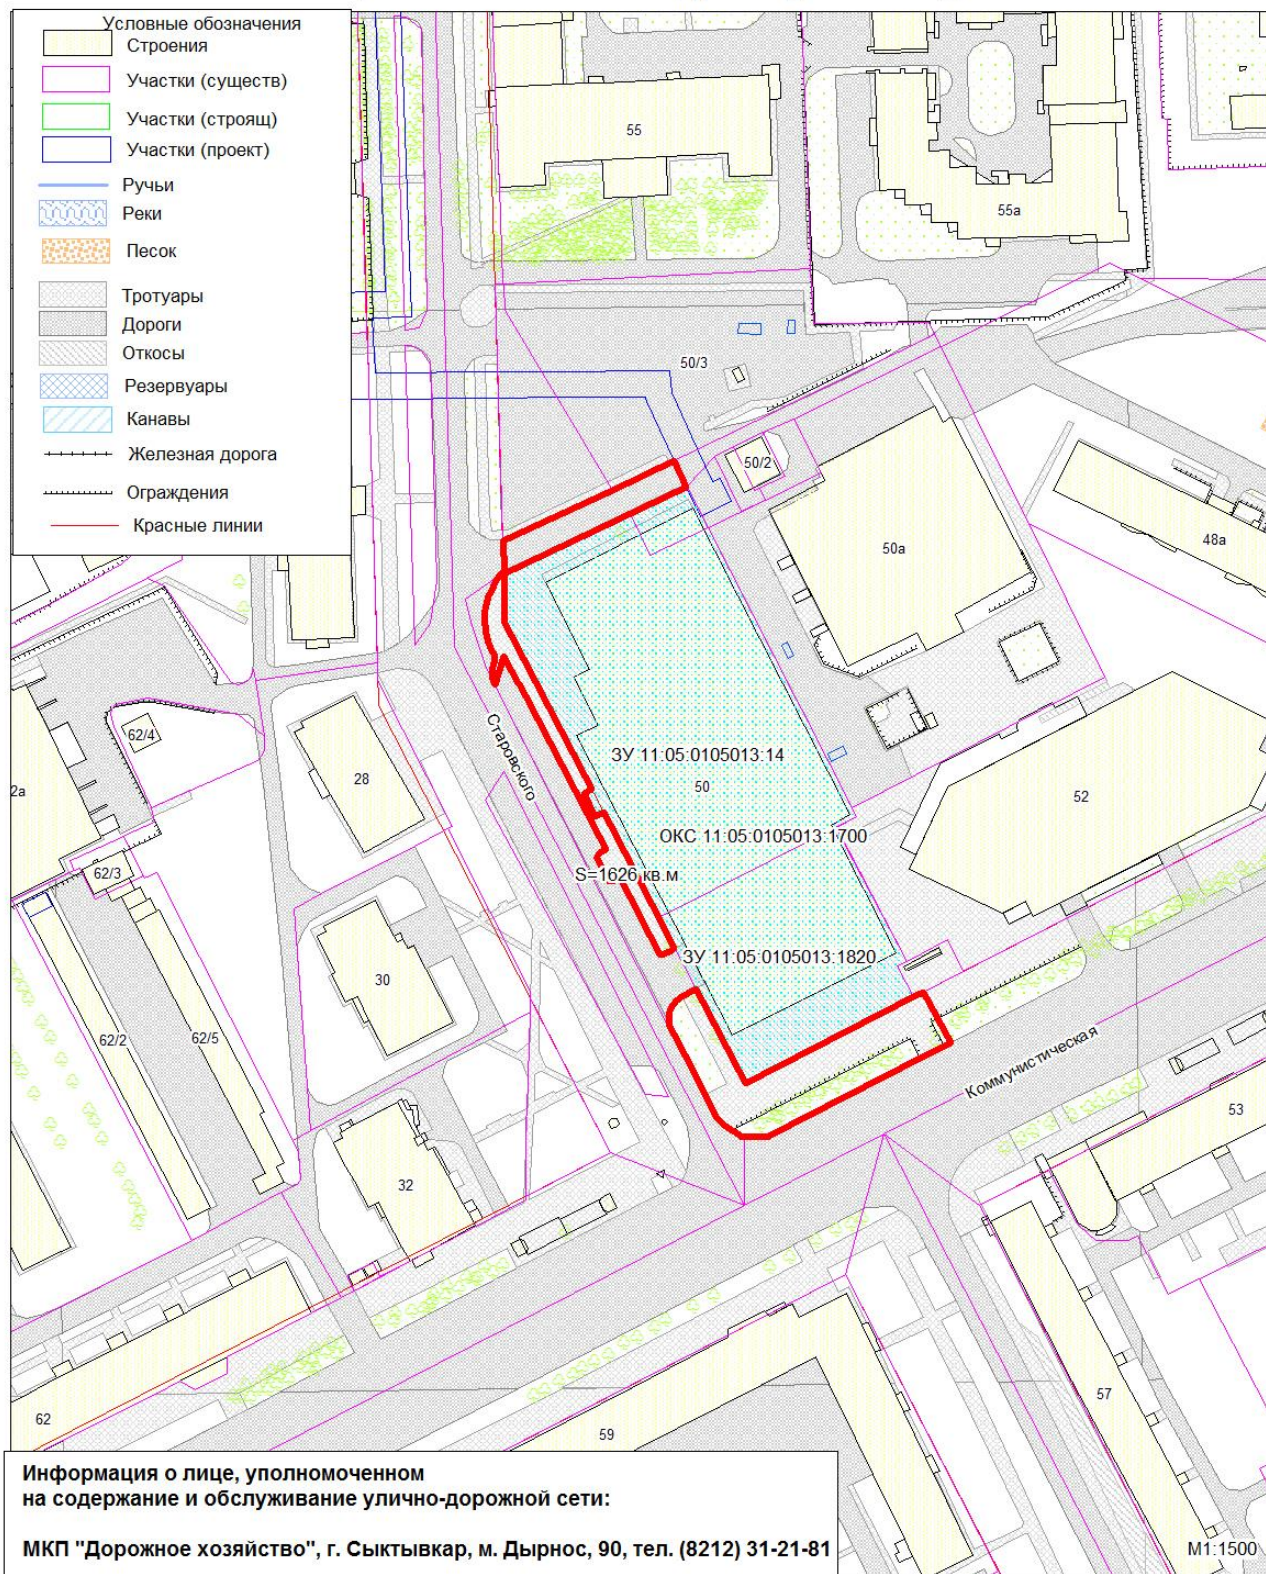 Условные обозначения
Строения
Участки (существ)
Участки (строящ)
Участки (проект)
Ручьи
Реки
Песок
Тротуары
Дороги
Откосы
Резервуары
Канавы
Железная дорога
Ограждения
Красные линии
55
55а
50/3
50/2
50а
48а
62/4
28
2а
Старовского
ЗУ 11:05:0105013:14
50
52
ОКС 11:05:0105013:1700
62/3
S=1626 кв.м
30
ЗУ 11:05:0105013:1820
62/2
62/5
Коммунистическая
53
32
57
62
59
Информация о лице, уполномоченном
на содержание и обслуживание улично-дорожной сети:
МКП "Дорожное хозяйство", г. Сыктывкар, м. Дырнос, 90, тел. (8212) 31-21-81
М1:1500